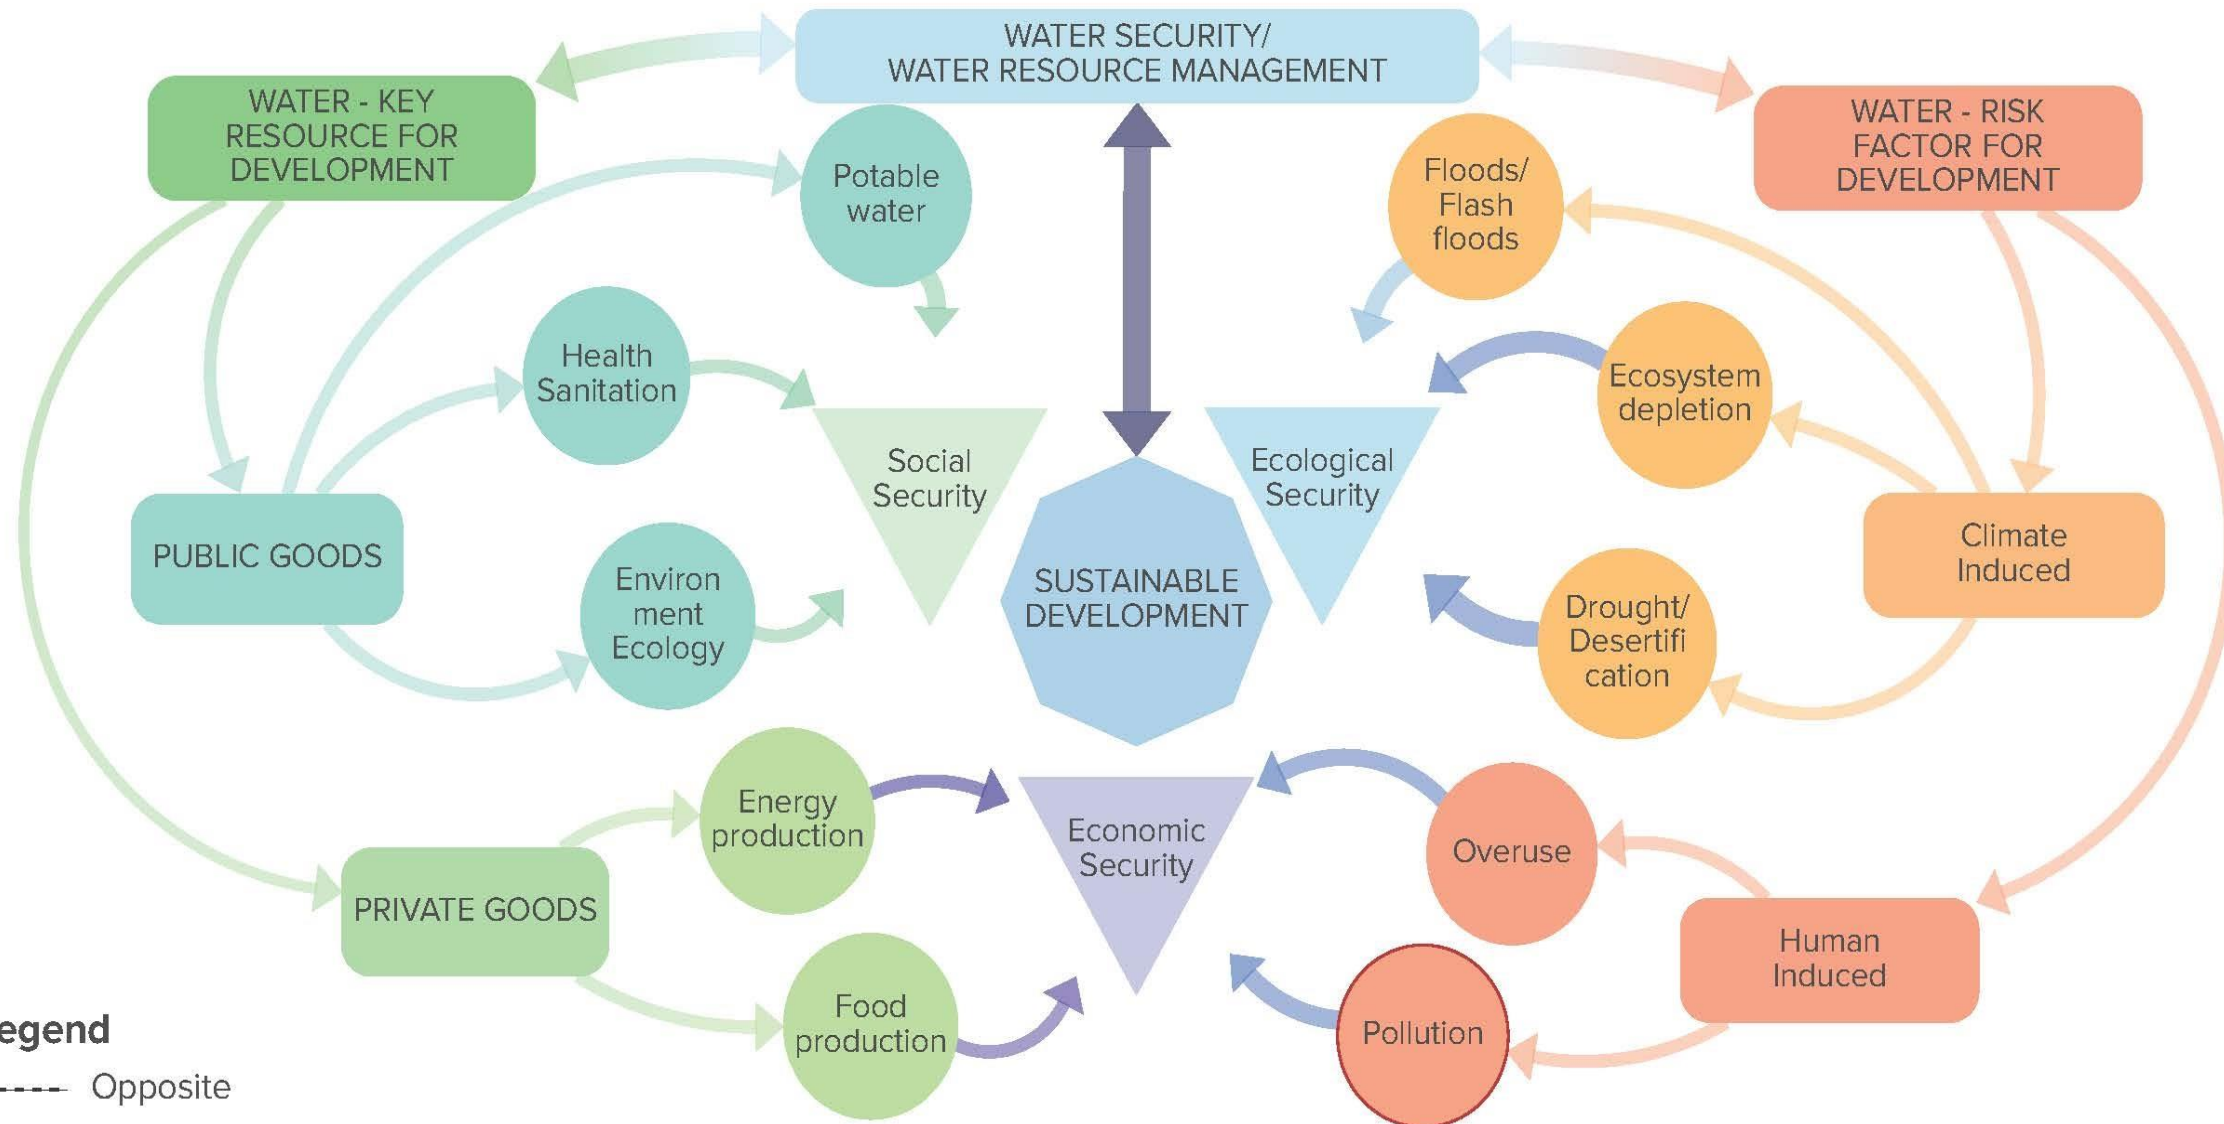 WATER SECURITY/
WATER RESOURCE MANAGEMENT
WATER - KEY
RESOURCE FOR
DEVELOPMENT
WATER - RISK
FACTOR FOR
DEVELOPMENT
Potable
water
Floods/
Flash
floods
Health
Sanitation
Ecosystem
depletion
Social
Security
Ecological
Security
PUBLIC GOODS
Climate
Induced
Environ
ment
Ecology
SUSTAINABLE
DEVELOPMENT
Drought/
Desertifi
cation
Energy
production
Economic
Security
Overuse
PRIVATE GOODS
Human
Induced
Food
production
Pollution
egend
Opposite